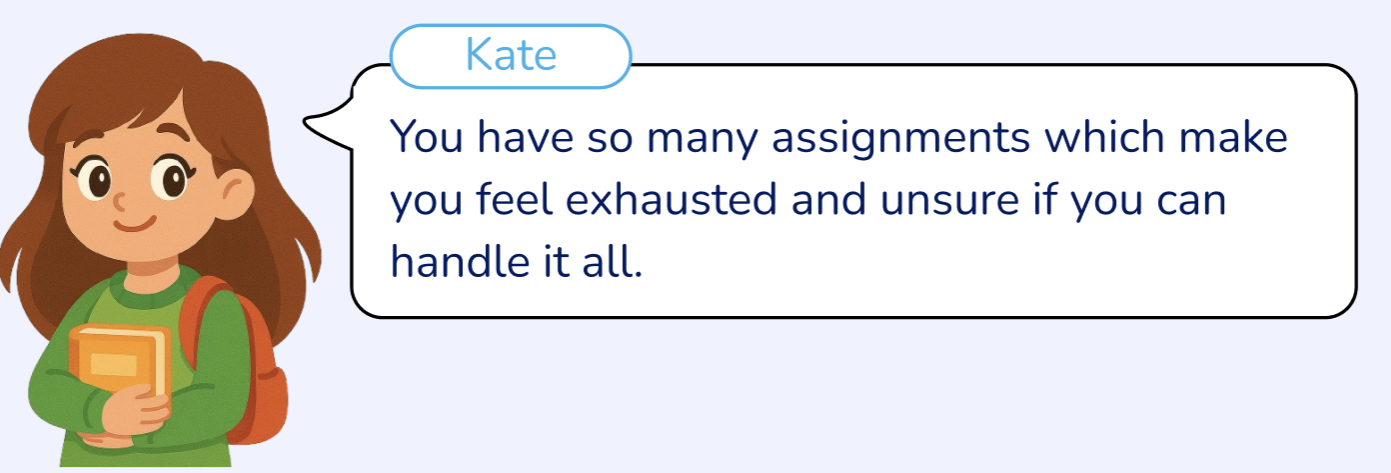 Kate
You have so many assignments which make
you feel exhausted and unsure if you can
handle it all.